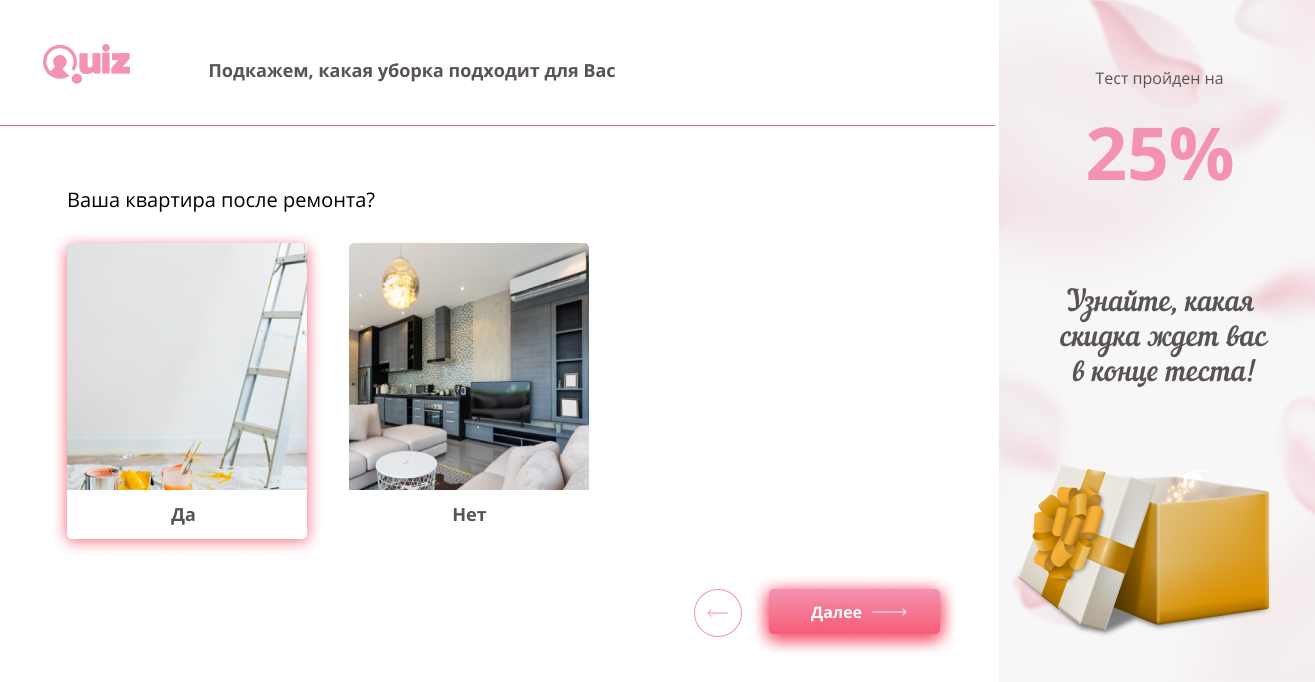 Quiz
Подкажем, какая уборка подходит для Вас
Ваша квартира после ремонта?
Да
Нет
Далее
Тест пройден на
25%
Узнайте, какая
скидка ждет вас
в конце теста!